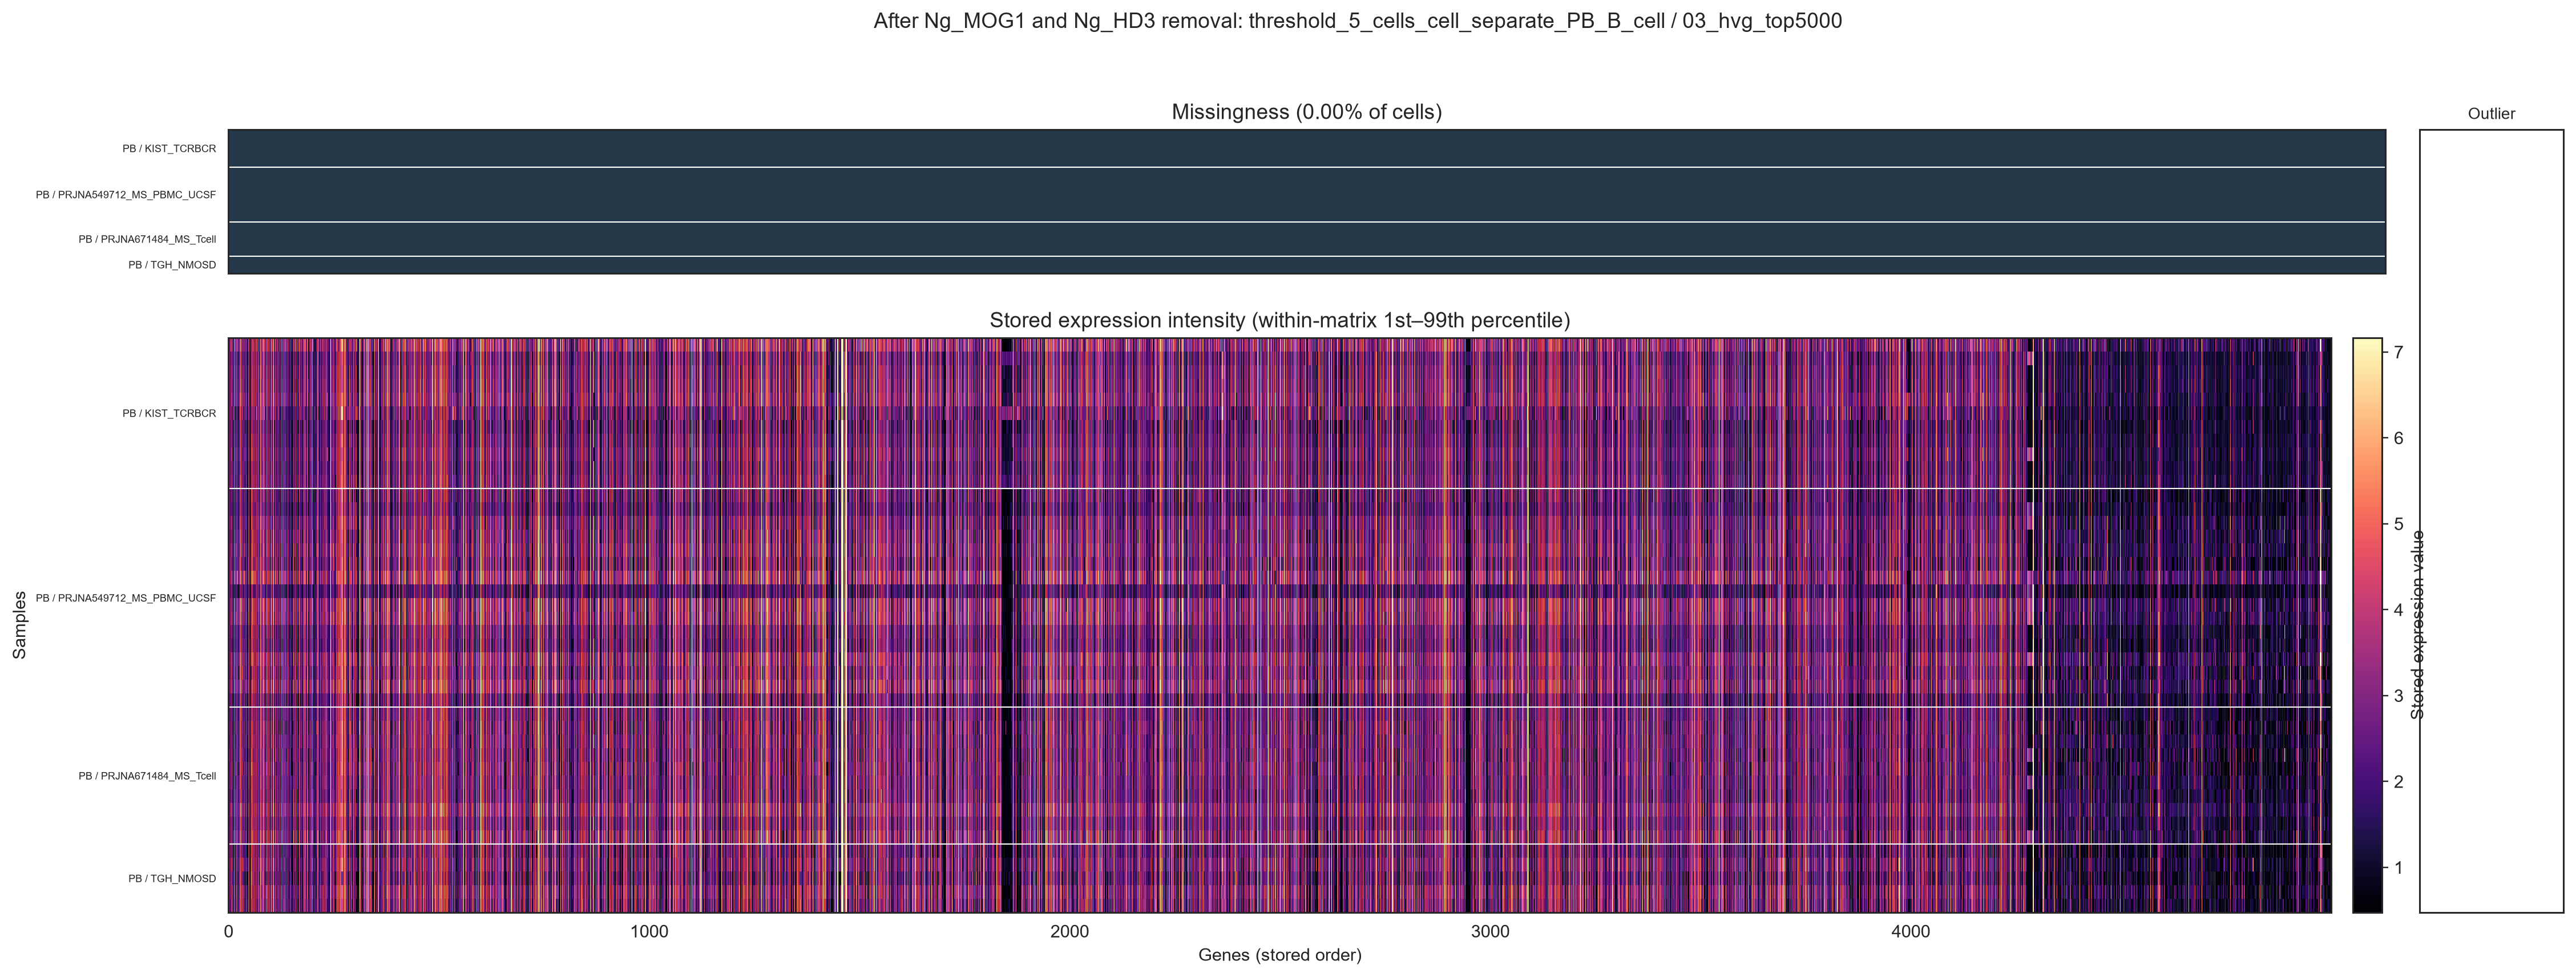 After Ng_MOG1 and Ng_HD3 removal: threshold_5_cells_cell_separate_PB_B_cell / 03_hvg_top5000
Missingness (0.00% of cells)
Outlier
PB / KIST_TCRBCR
PB / PRJNA549712_MS_PBMC_UCSF
PB / PRJNA671484_MS_Tcell
PB / TGH_NMOSD
Stored expression intensity (within-matrix 1st–99th percentile)
Samples
PB / KIST_TCRBCR
PB / PRJNA549712_MS_PBMC_UCSF
PB / PRJNA671484_MS_Tcell
PB / TGH_NMOSD
7
6
5
4
3
2
1
Stored expression value
0 1000 2000 3000 4000
Genes (stored order)